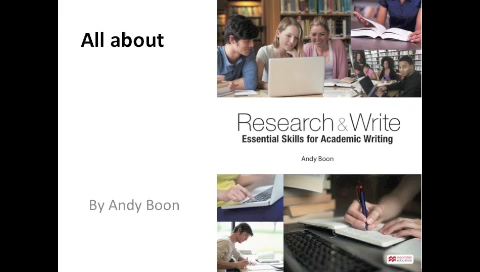 All about
Research & Write
Essential Skills for Academic Writing
Andy Boon
By Andy Boon